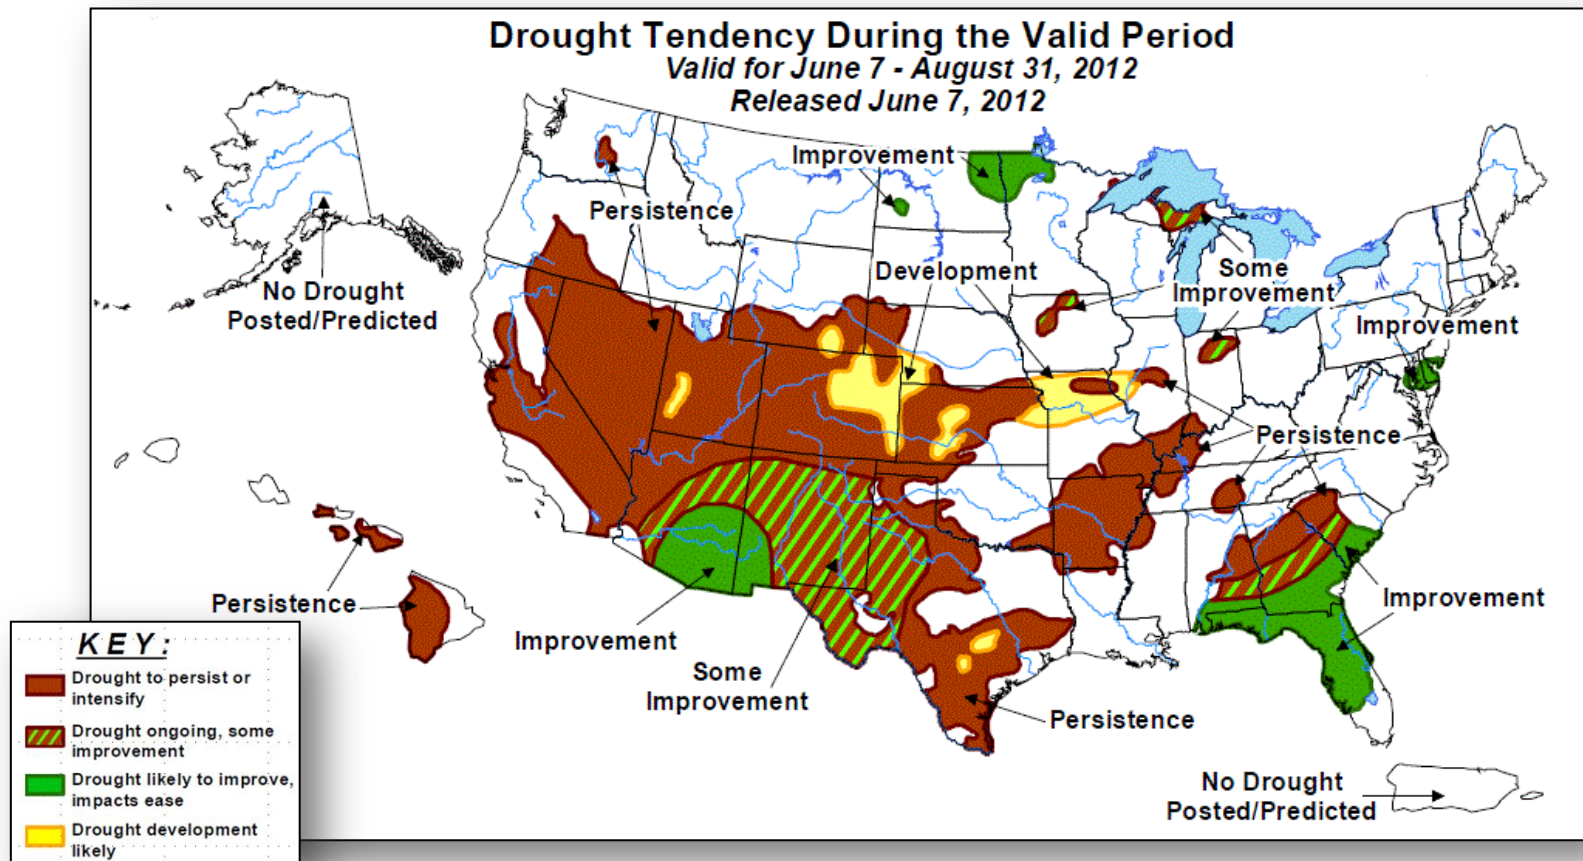 Drought Tendency During the Valid Period
Valid for June 7 - August 31, 2012
Released June 7, 2012
Improvement
Persistence
Development
Some
Improvement
No Drought
Posted/Predicted
Improvement
Persistence
Persistence
Improvement
Improvement
Some
Improvement
Persistence
No Drought
Posted/Predicted
KEY:
Drought to persist or
intensify
Drought ongoing, some
improvement
Drought likely to improve,
impacts ease
Drought development
likely